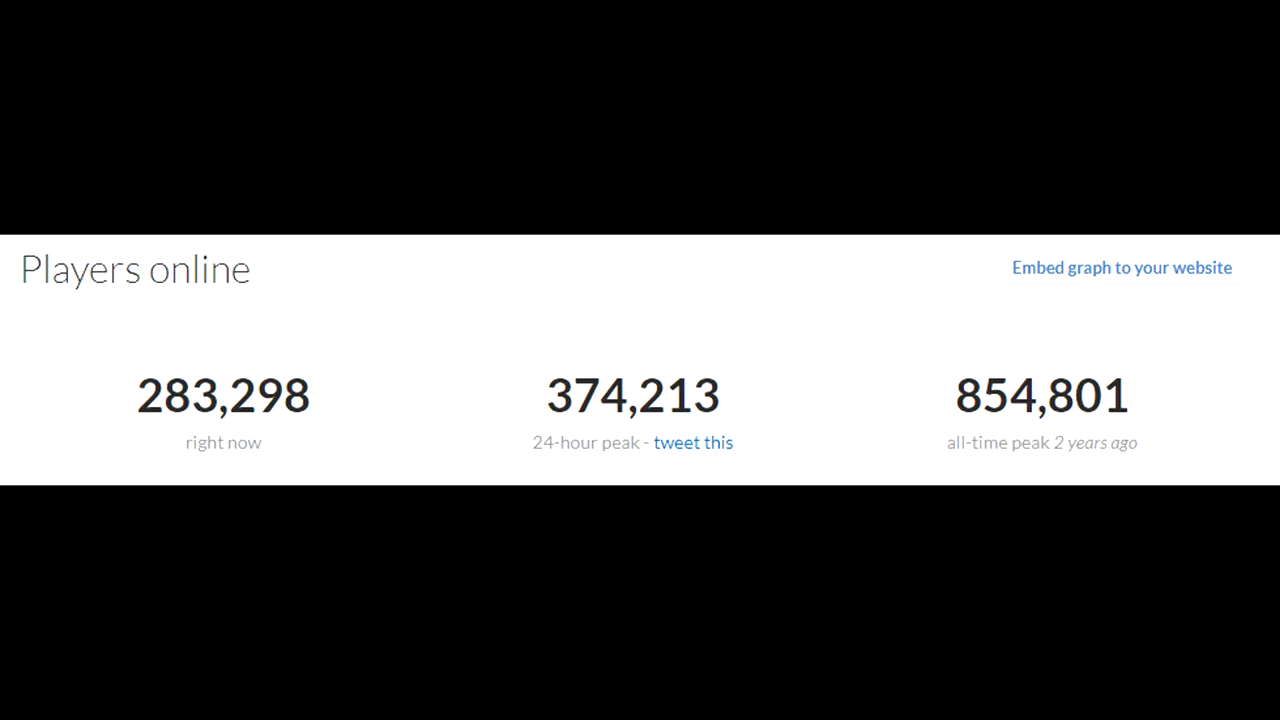 Players online
Embed graph to your website
283,298
374,213
854,801
right now
24-hour peak - tweet this
all-time peak 2 years ago